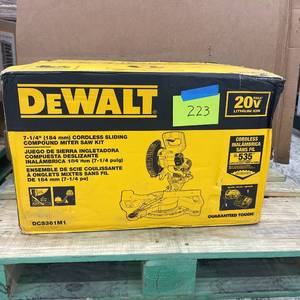 DEWALT
223
20V MAX
LITHIUM ION
7-1/4" (184 mm) CORDLESS SLIDING
COMPOUND MITER SAW KIT
JUEGO DE SIERRA INGLETADORA
COMPUESTA DESLIZANTE
INALÁMBRICA 184 mm (7-1/4 pulg)
ENSEMBLE DE SCIE COULISSANTE
À ONGLETS MIXTES SANS FIL
DE 184 mm (7-1/4 po)
CORDLESS
INALÁMBRICA
SANS FIL
535
DCS361M1
GUARANTEED TOUGH